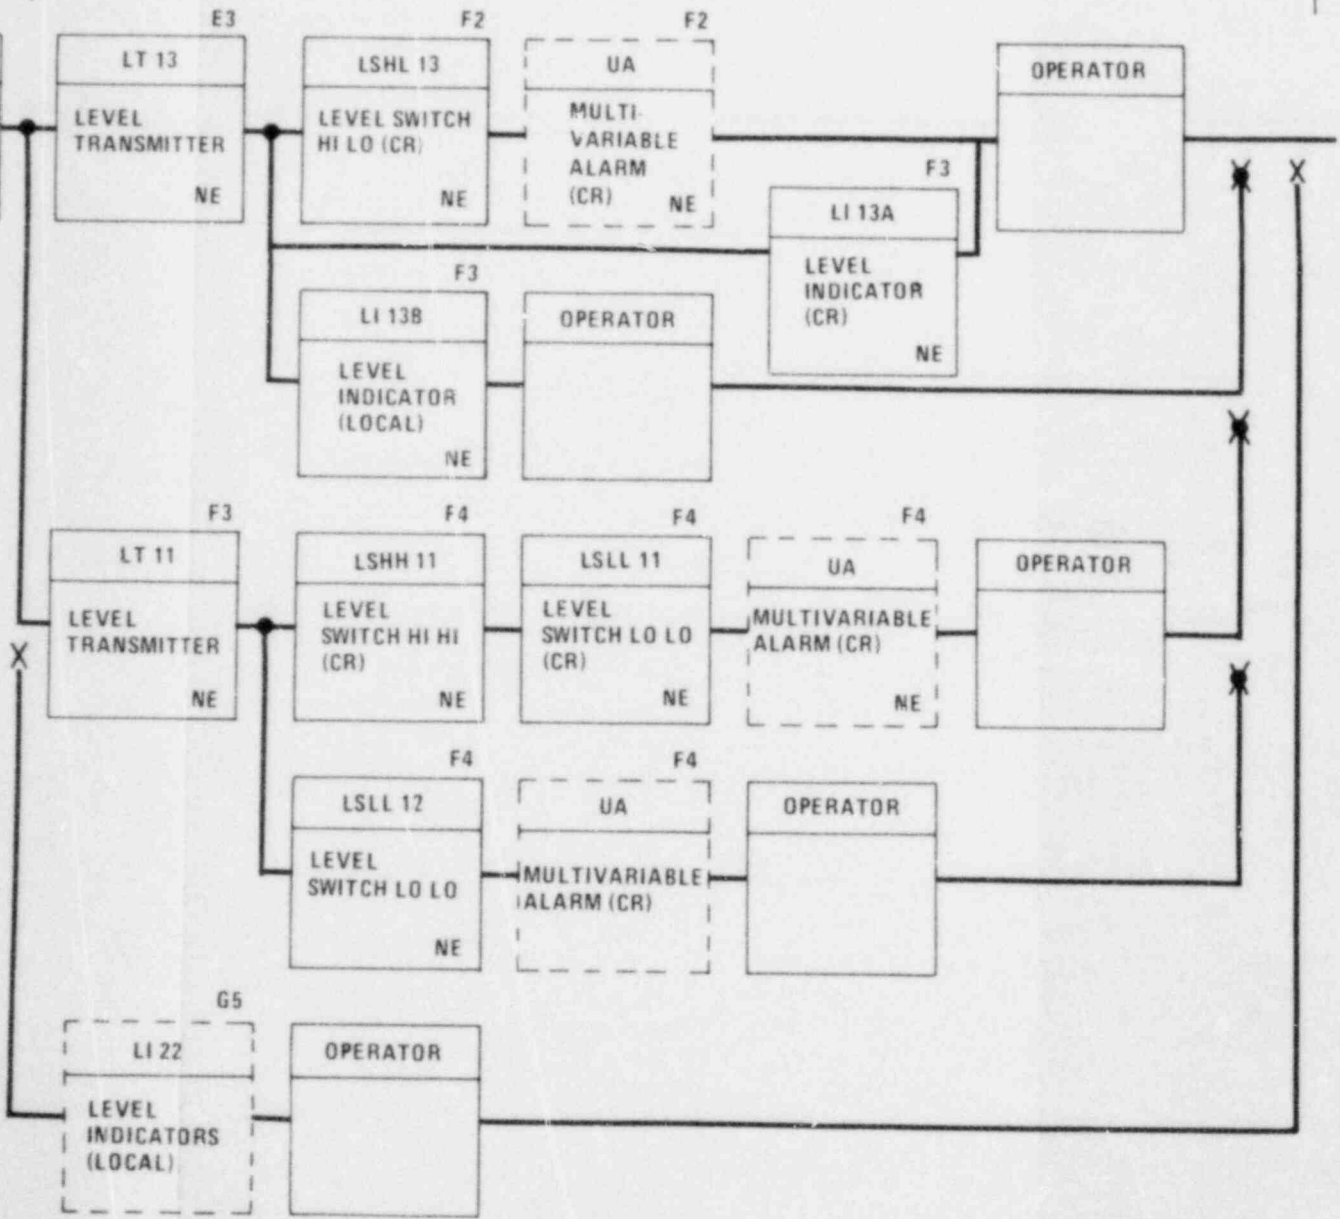 E3
LT 13
LEVEL
TRANSMITTER
NE
F2
LSHL 13
LEVEL SWITCH
HI LO (CR)
NE
F2
UA
MULTI-
VARIABLE
ALARM
(CR)
NE
OPERATOR
F3
LI 13A
LEVEL
INDICATOR
(CR)
NE
F3
LI 13B
LEVEL
INDICATOR
(LOCAL)
NE
OPERATOR
F3
LT 11
LEVEL
TRANSMITTER
NE
F4
LSHH 11
LEVEL
SWITCH HI HI
(CR)
NE
F4
LSLL 11
LEVEL
SWITCH LO LO
(CR)
NE
F4
UA
MULTIVARIABLE
ALARM (CR)
NE
OPERATOR
F4
LSLL 12
LEVEL
SWITCH LO LO
NE
F4
UA
MULTIVARIABLE
ALARM (CR)
OPERATOR
G5
LI 22
LEVEL
INDICATORS
(LOCAL)
OPERATOR